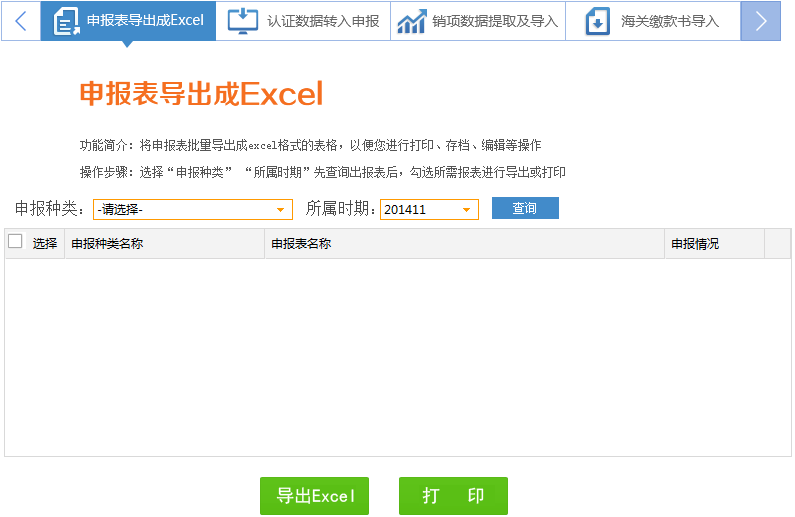 申报表导出成Excel 认证数据转入申报 销项数据提取及导入 海关缴款书导入
申报表导出成Excel
功能简介：将申报表批量导出成excel格式的表格，以便您进行打印、存档、编辑等操作
操作步骤：选择“申报种类” “所属时期”先查询出报表后，勾选所需报表进行导出或打印
申报种类： -请选择- 所属时期： 201411 查询
选择 申报种类名称 申报表名称 申报情况
导出Excel 打 印